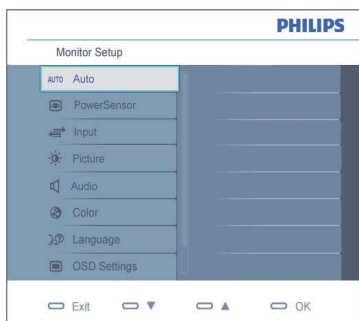 PHILIPS
Monitor Setup
AUTO Auto
PowerSensor
Input
Picture
Audio
Color
Language
OSD Settings
Exit ▼ ▲ OK